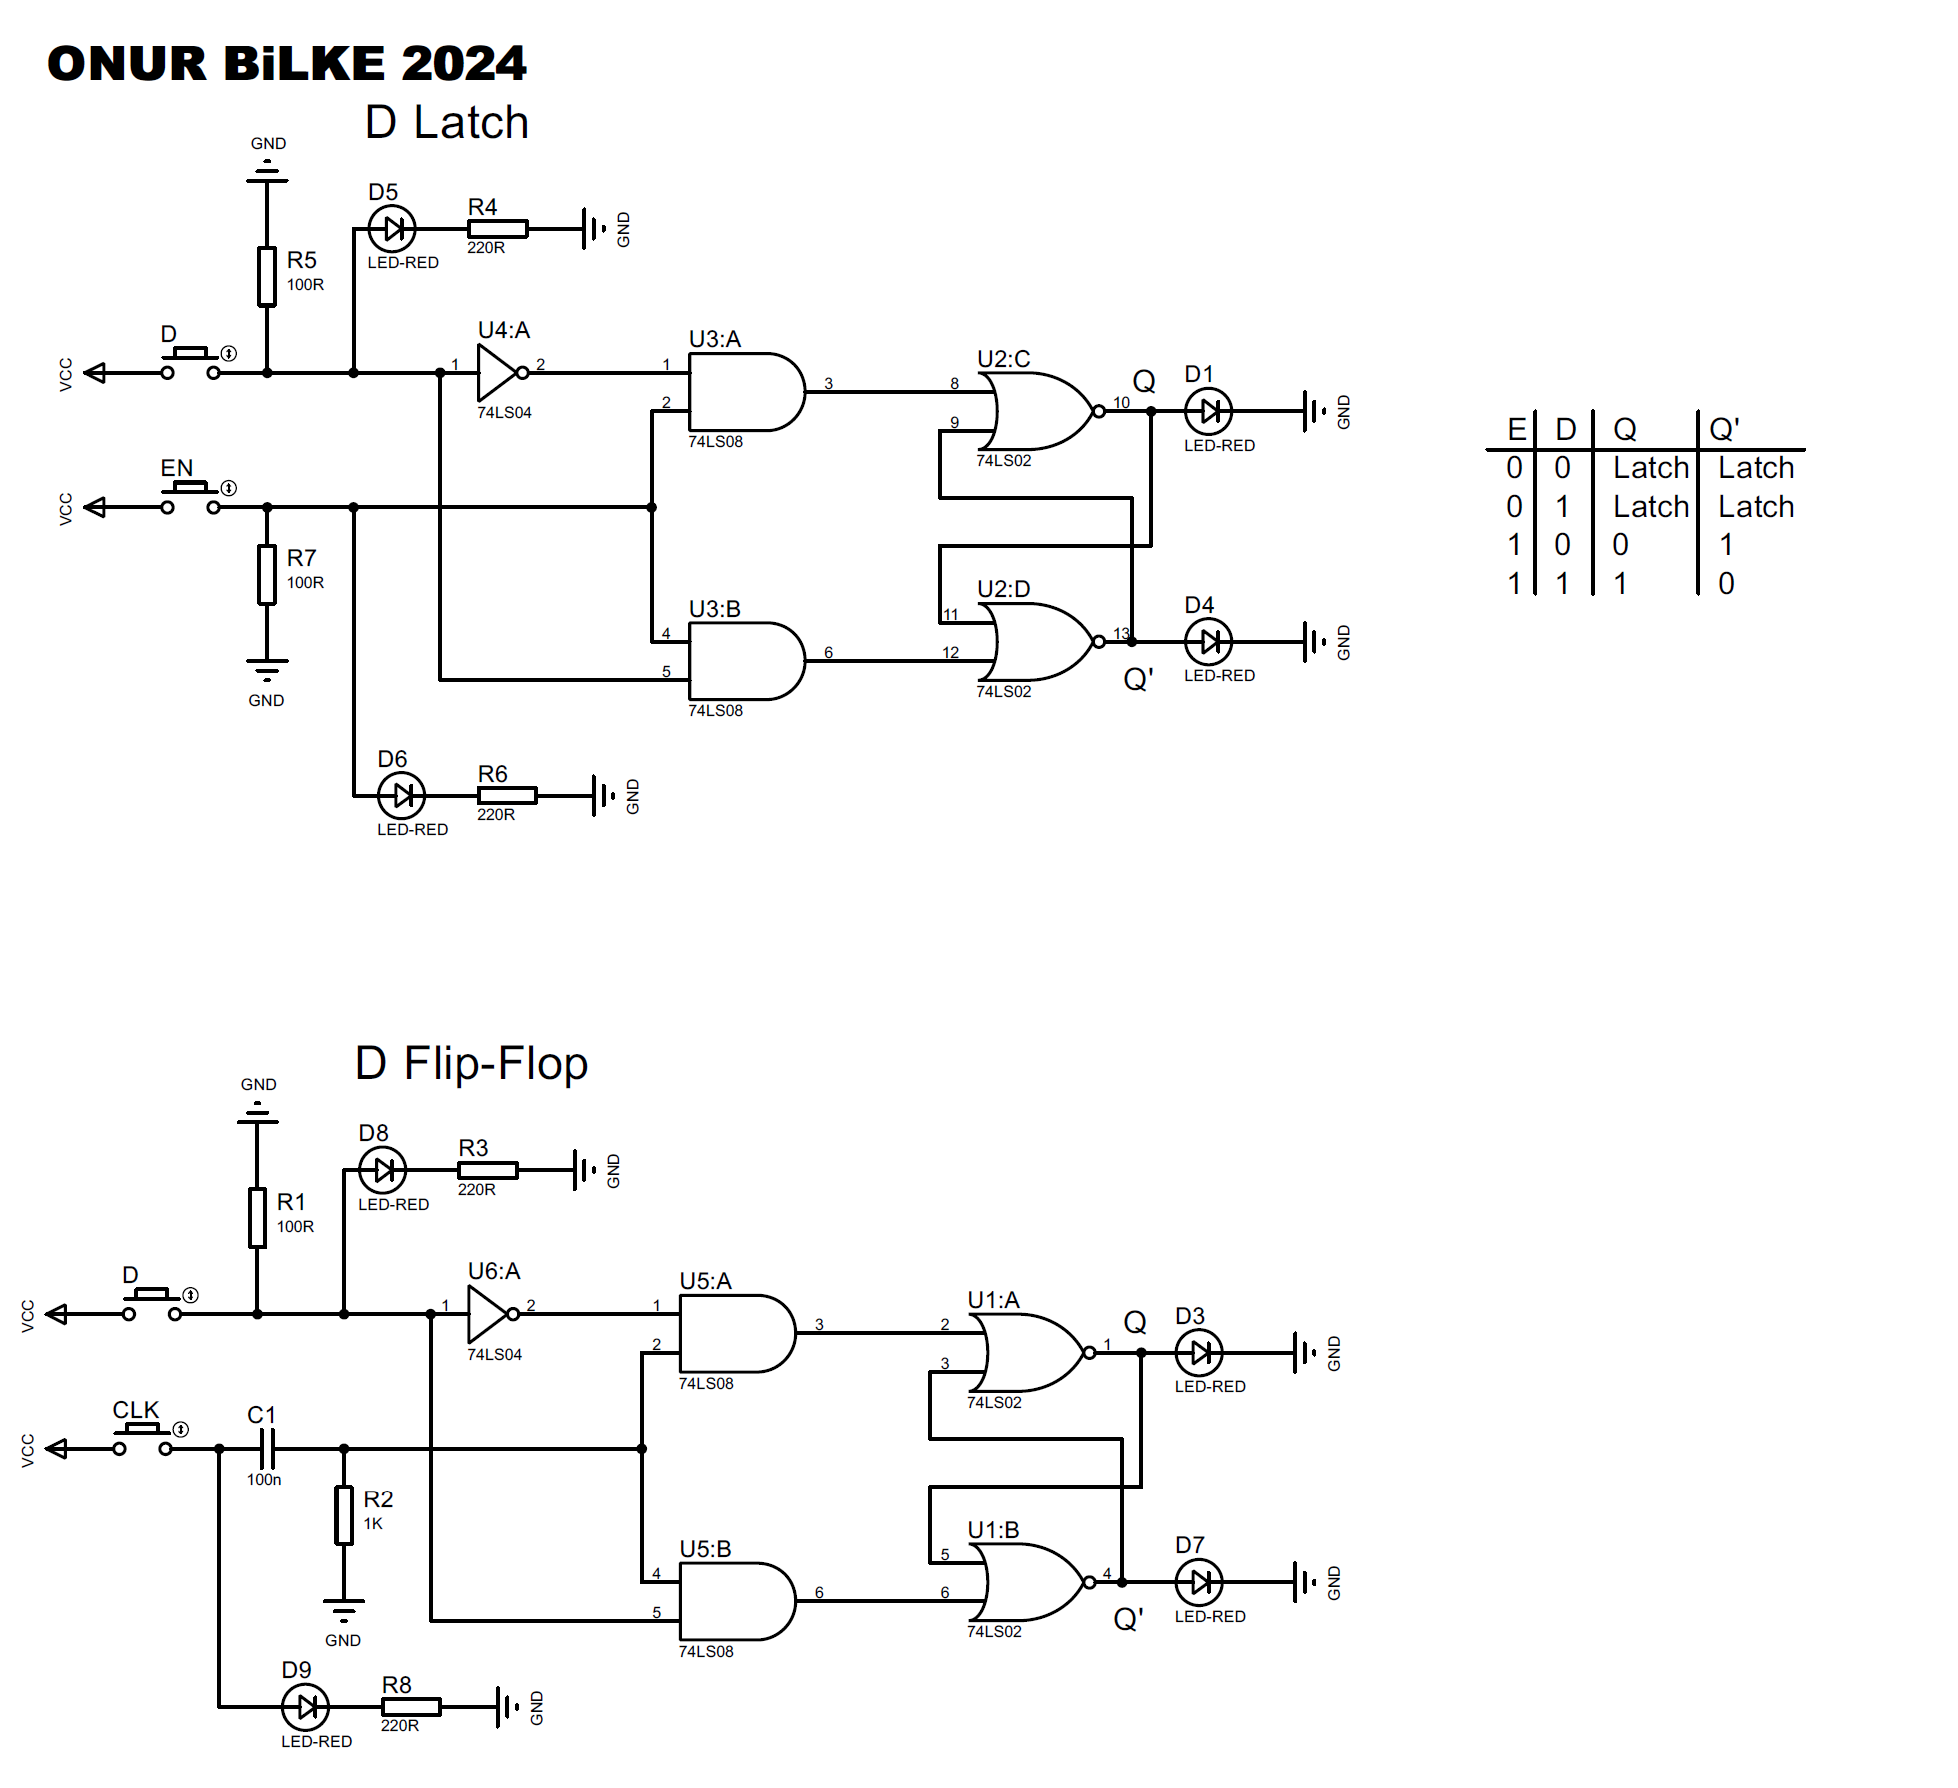 ONUR BiLKE 2024
D Latch
GND
D5
R4
220R
LED-RED
GND
R5
100R
D
VCC
U4:A
1
2
74LS04
U3:A
1
2
3
74LS08
U2:C
8
9
10
74LS02
Q
D1
LED-RED
GND
EN
VCC
R7
100R
GND
U3:B
4
5
6
74LS08
U2:D
11
12
13
74LS02
Q'
D4
LED-RED
GND
D6
R6
220R
LED-RED
GND
E D Q Q'
0 0 Latch Latch
0 1 Latch Latch
1 0 0 1
1 1 1 0
D Flip-Flop
GND
D8
R3
220R
LED-RED
GND
R1
100R
D
VCC
U6:A
1
2
74LS04
U5:A
1
2
3
74LS08
U1:A
2
3
1
74LS02
Q
D3
LED-RED
GND
CLK
VCC
C1
100n
R2
1K
GND
U5:B
4
5
6
74LS08
U1:B
5
6
4
74LS02
Q'
D7
LED-RED
GND
D9
R8
220R
LED-RED
GND